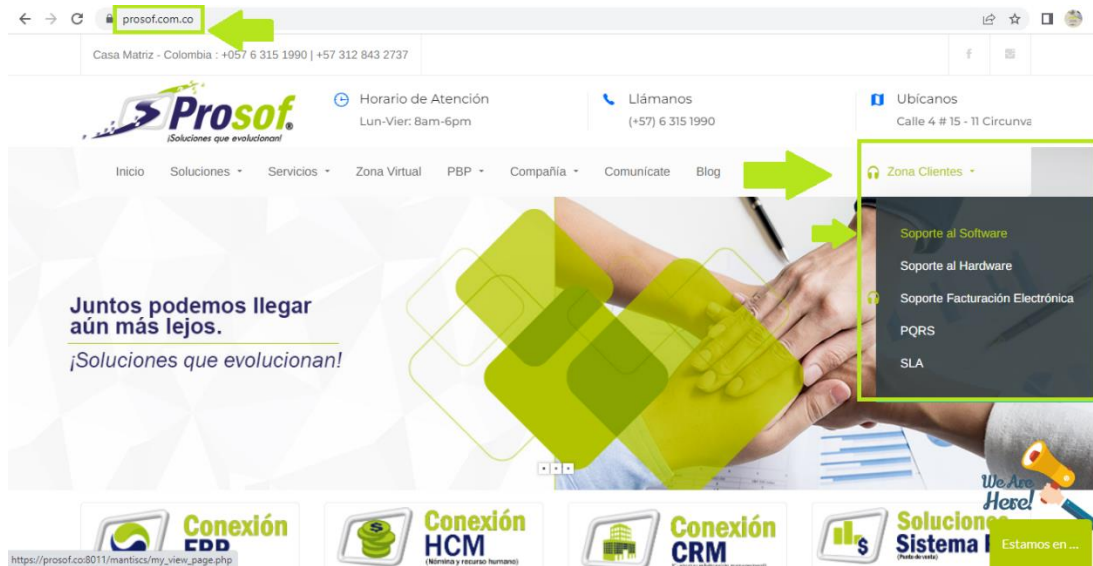 prosof.com.co
Casa Matriz - Colombia : +057 6 315 1990 | +57 312 843 2737
Prosof
¡Soluciones que evolucionan!
Horario de Atención
Lun-Vier: 8am-6pm
Llámanos
(+57) 6 315 1990
Ubícanos
Calle 4 # 15 - 11 Circunva
Inicio Soluciones Servicios Zona Virtual PBP Compañía Comunícate Blog Zona Clientes
Soporte al Software
Soporte al Hardware
Soporte Facturación Electrónica
PQRS
SLA
Juntos podemos llegar
aún más lejos.
¡Soluciones que evolucionan!
We Are
Here!
Conexión
ERP
Conexión
HCM
(Nómina y recurso humano)
Conexión
CRM
Solucion
Sistema
(Punto de venta)
Estamos en ...
https://prosof.co:8011/mantiscs/my_view_page.php